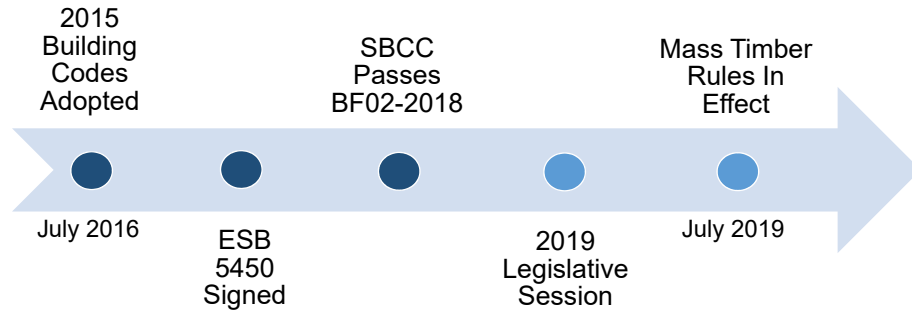 2015
Building
Codes
Adopted
July 2016
ESB
5450
Signed
SBCC
Passes
BF02-2018
2019
Legislative
Session
Mass Timber
Rules In
Effect
July 2019